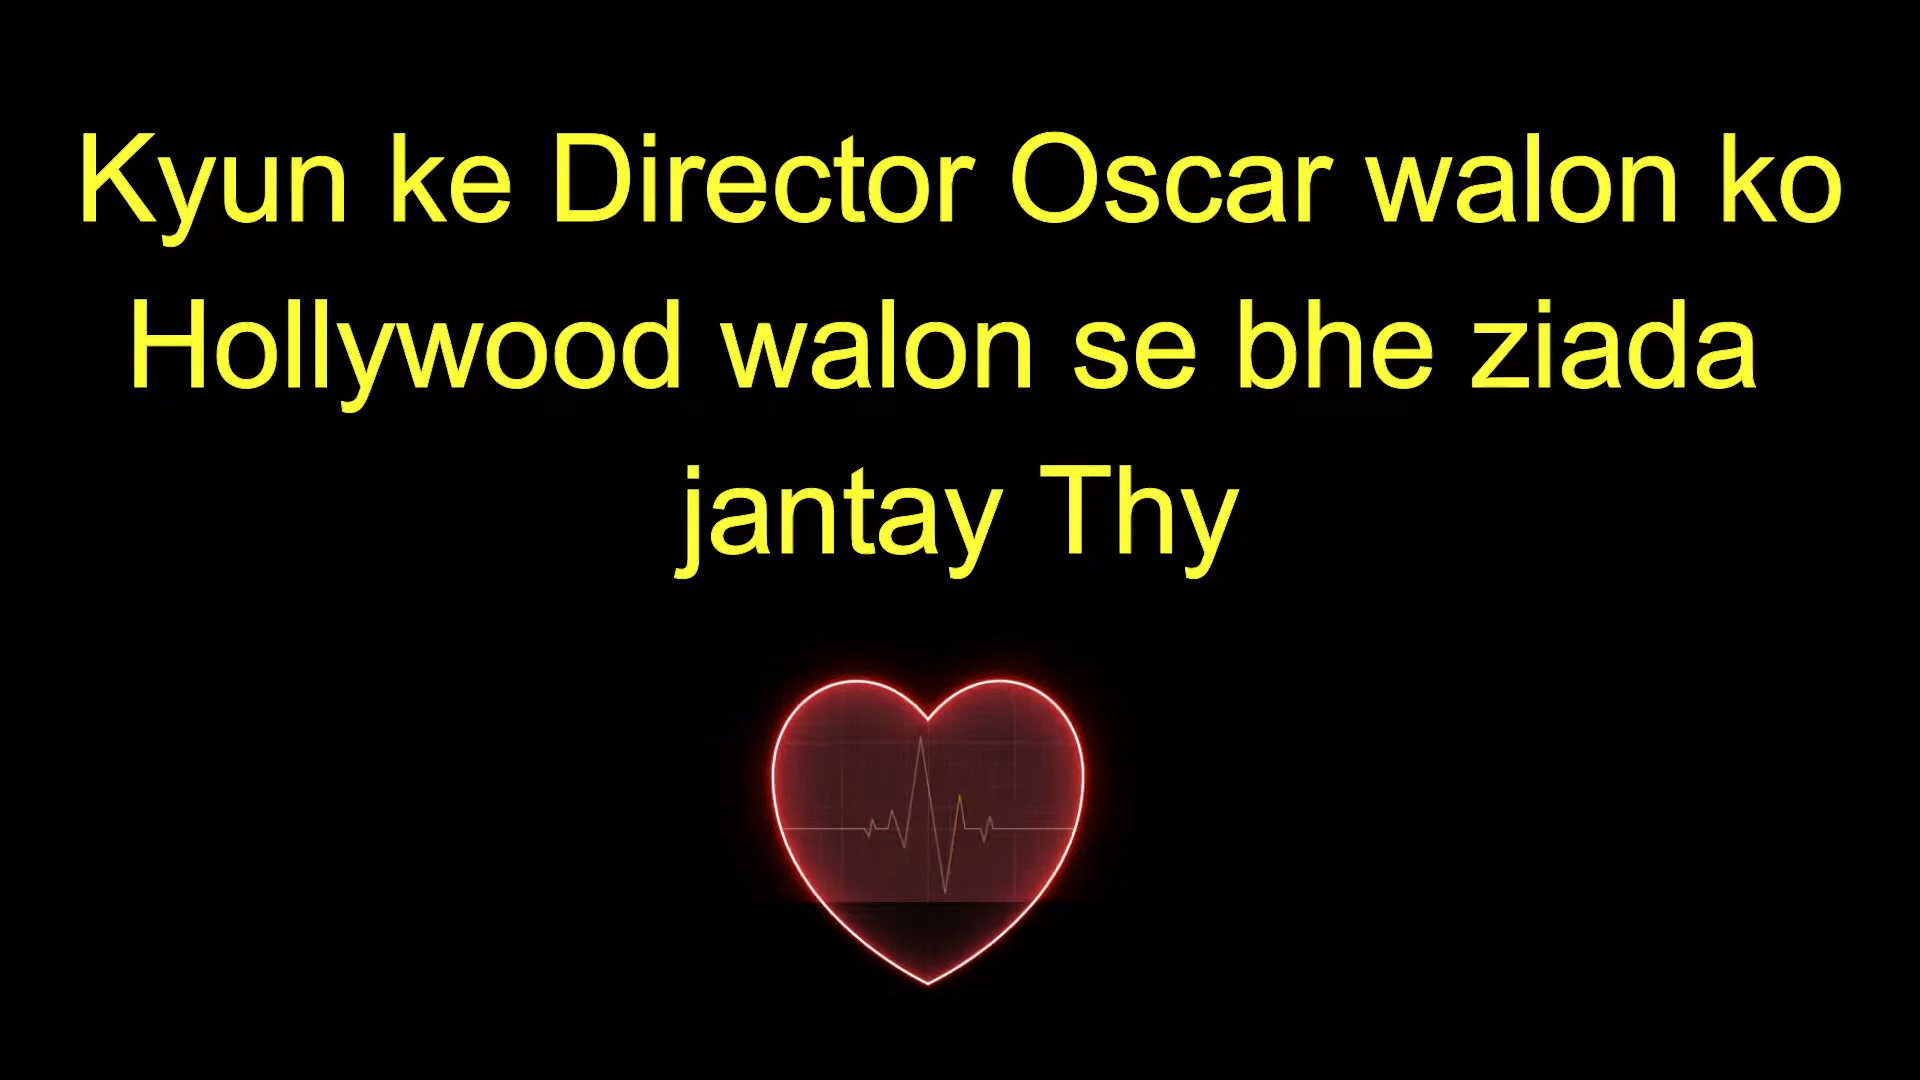 Kyun ke Director Oscar walon ko
Hollywood walon se bhe ziada
jantay Thy